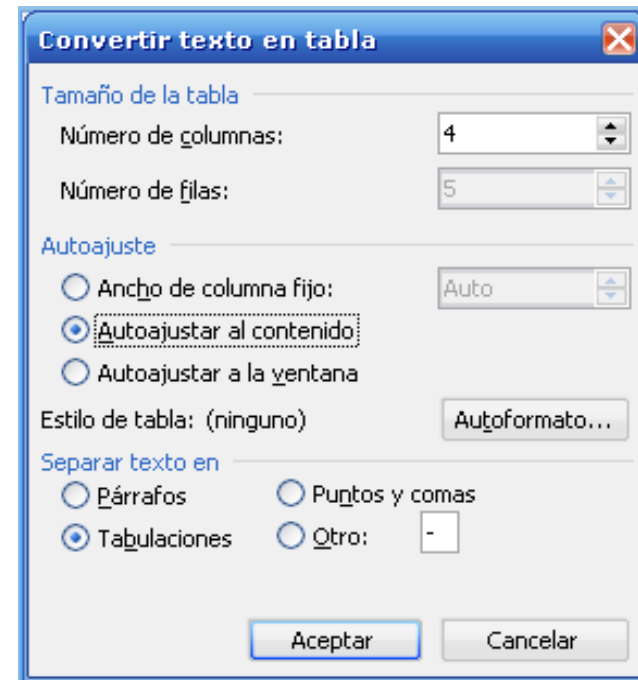 Convertir texto en tabla
Tamaño de la tabla
Número de columnas: 4
Número de filas: 5
Autoajuste
Ancho de columna fijo: Auto
Autoajustar al contenido
Autoajustar a la ventana
Estilo de tabla: (ninguno) Autoformato...
Separar texto en
Párrafos Puntos y comas
Tabulaciones Otro: -
Aceptar Cancelar